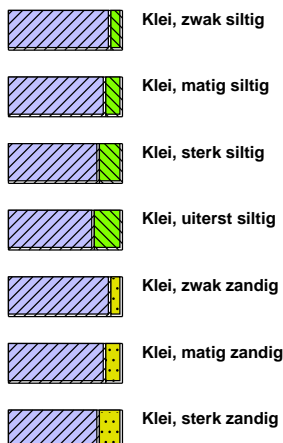 Klei, zwak siltig
Klei, matig siltig
Klei, sterk siltig
Klei, uiterst siltig
Klei, zwak zandig
Klei, matig zandig
Klei, sterk zandig